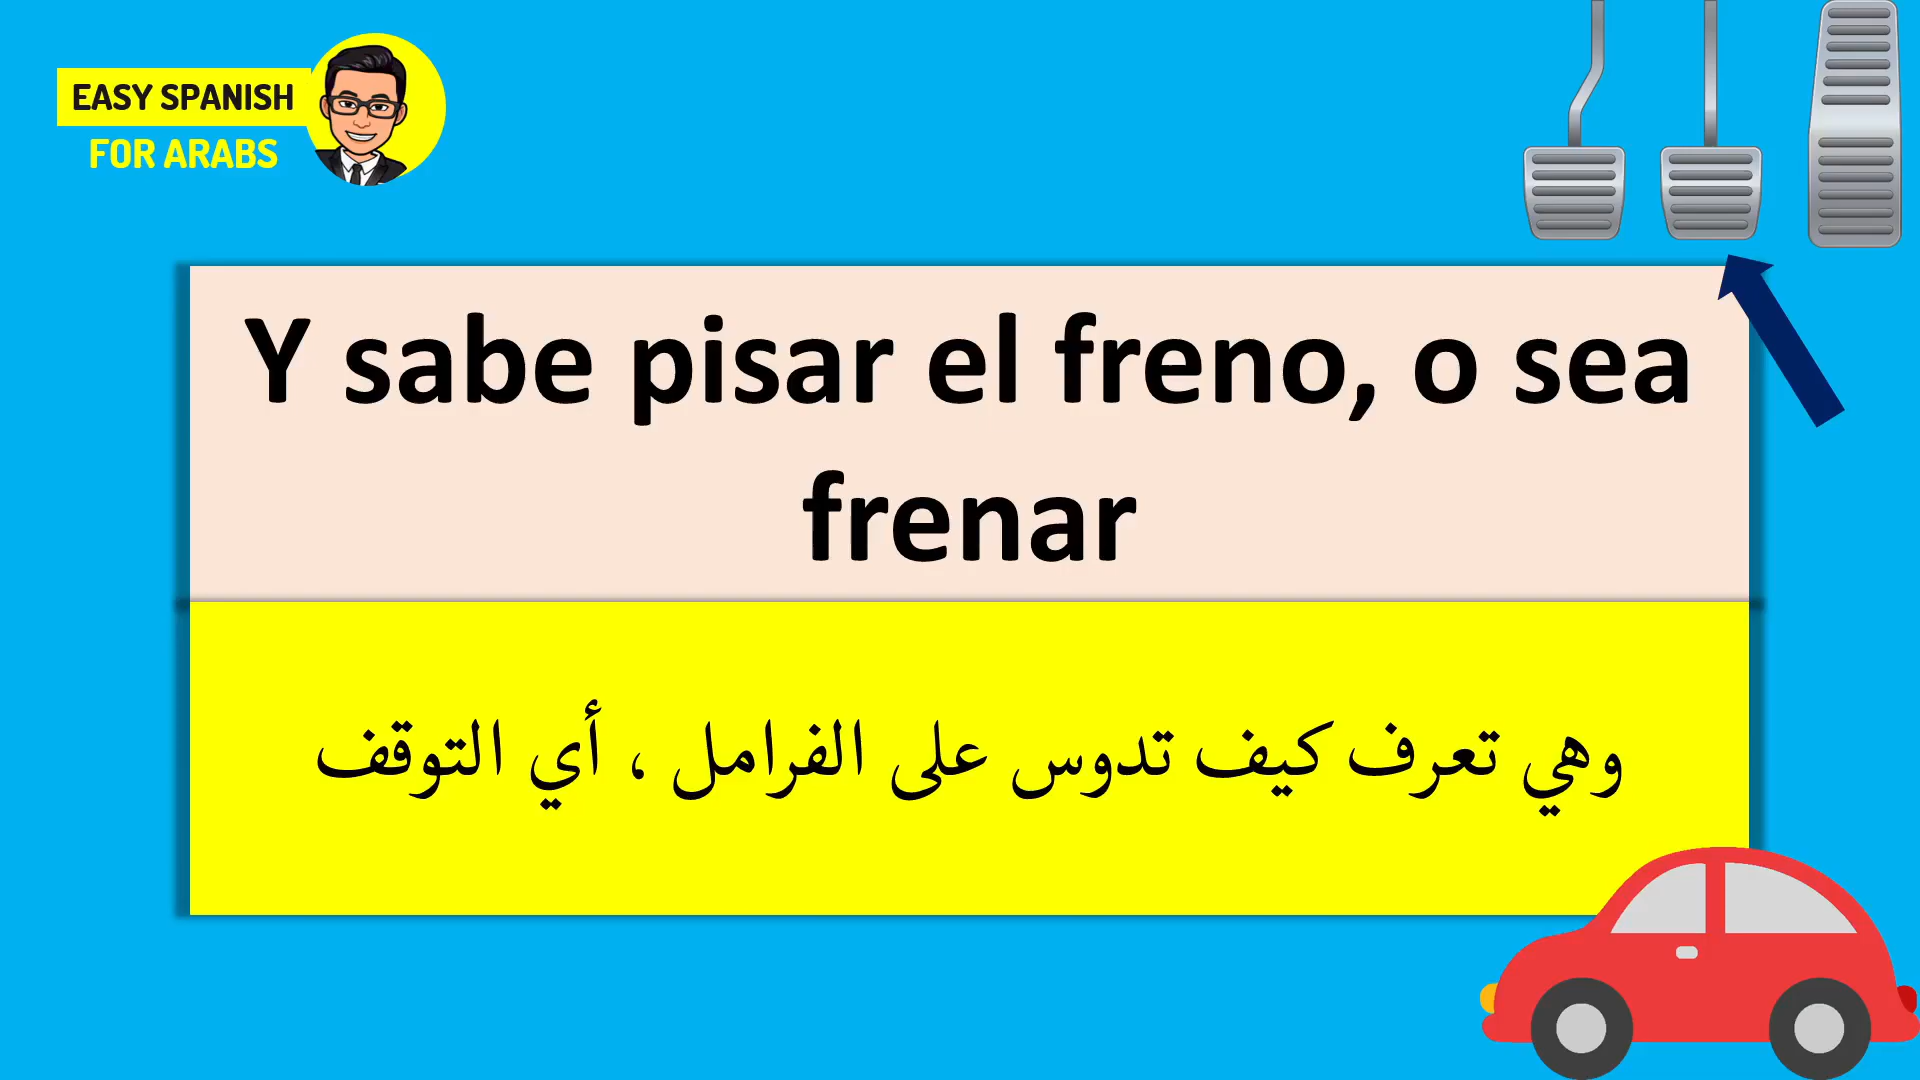 EASY SPANISH
FOR ARABS
Y sabe pisar el freno, o sea
frenar
وهي تعرف كيف تدوس على الفرامل ، أي التوقف